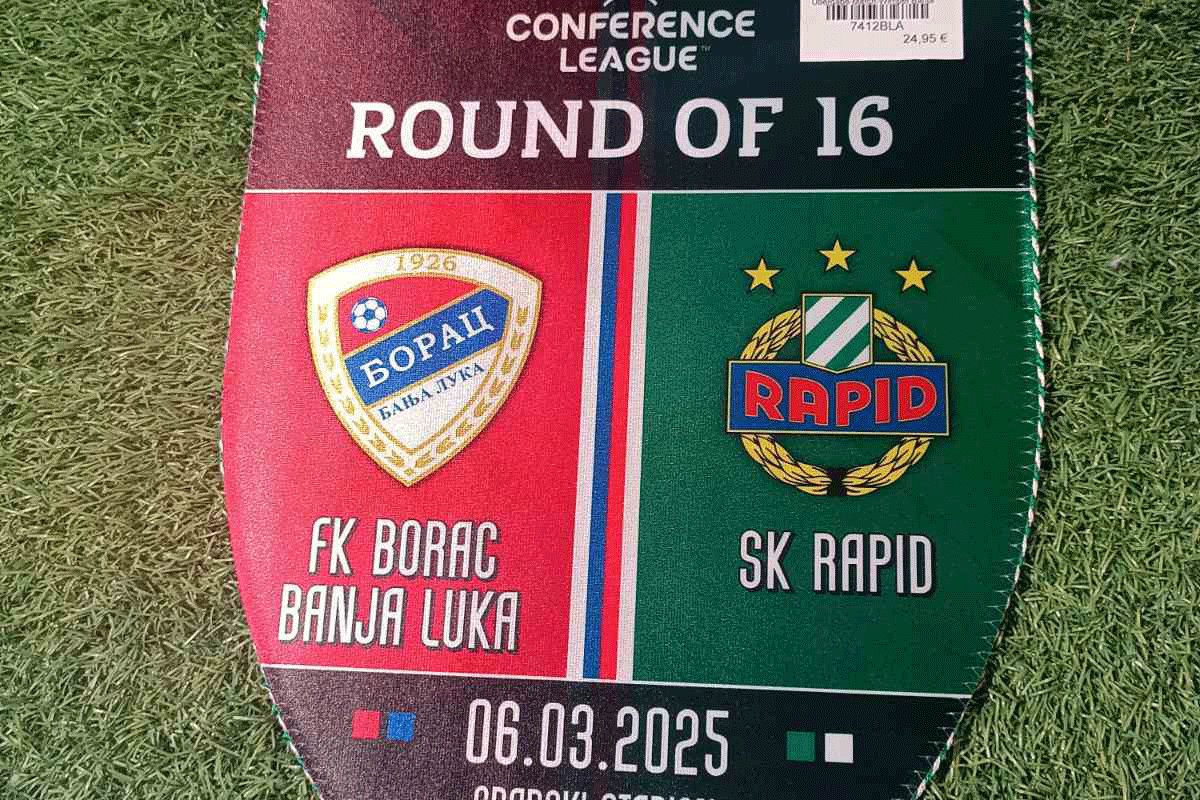 CONFERENCE
LEAGUE™
7412BLA
24,95 €
ROUND OF 16
1926
БОРАЦ
БАЊА ЛУКА
RAPID
FK BORAC
BANJA LUKA
SK RAPID
06.03.2025